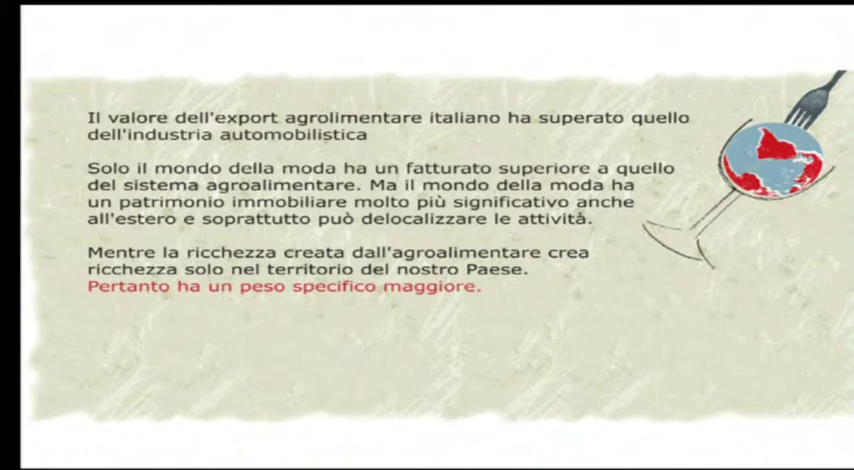 Il valore dell'export agrolimentare italiano ha superato quello
dell'industria automobilistica
Solo il mondo della moda ha un fatturato superiore a quello
del sistema agroalimentare. Ma il mondo della moda ha
un patrimonio immobiliare molto più significativo anche
all'estero e soprattutto può delocalizzare le attività.
Mentre la ricchezza creata dall'agroalimentare crea
ricchezza solo nel territorio del nostro Paese.
Pertanto ha un peso specifico maggiore.